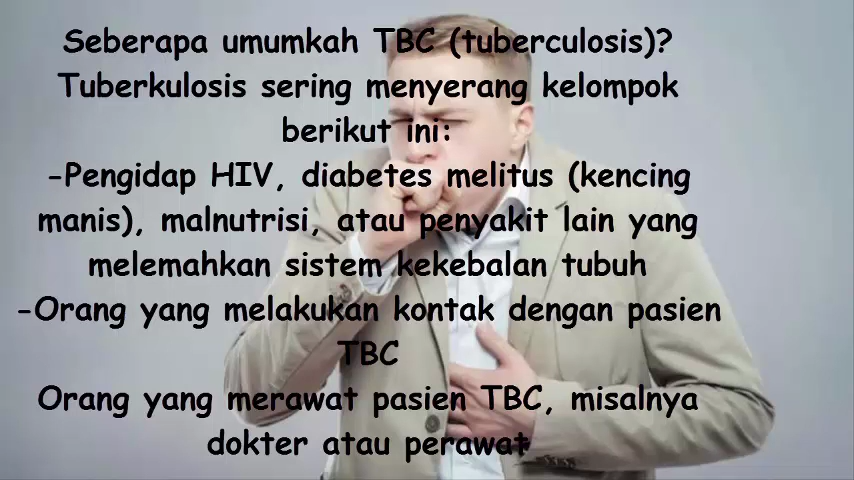 Seberapa umumkah TBC (tuberculosis)?
Tuberkulosis sering menyerang kelompok
berikut ini:
-Pengidap HIV, diabetes melitus (kencing
manis), malnutrisi, atau penyakit lain yang
melemahkan sistem kekebalan tubuh
-Orang yang melakukan kontak dengan pasien
TBC
Orang yang merawat pasien TBC, misalnya
dokter atau perawat